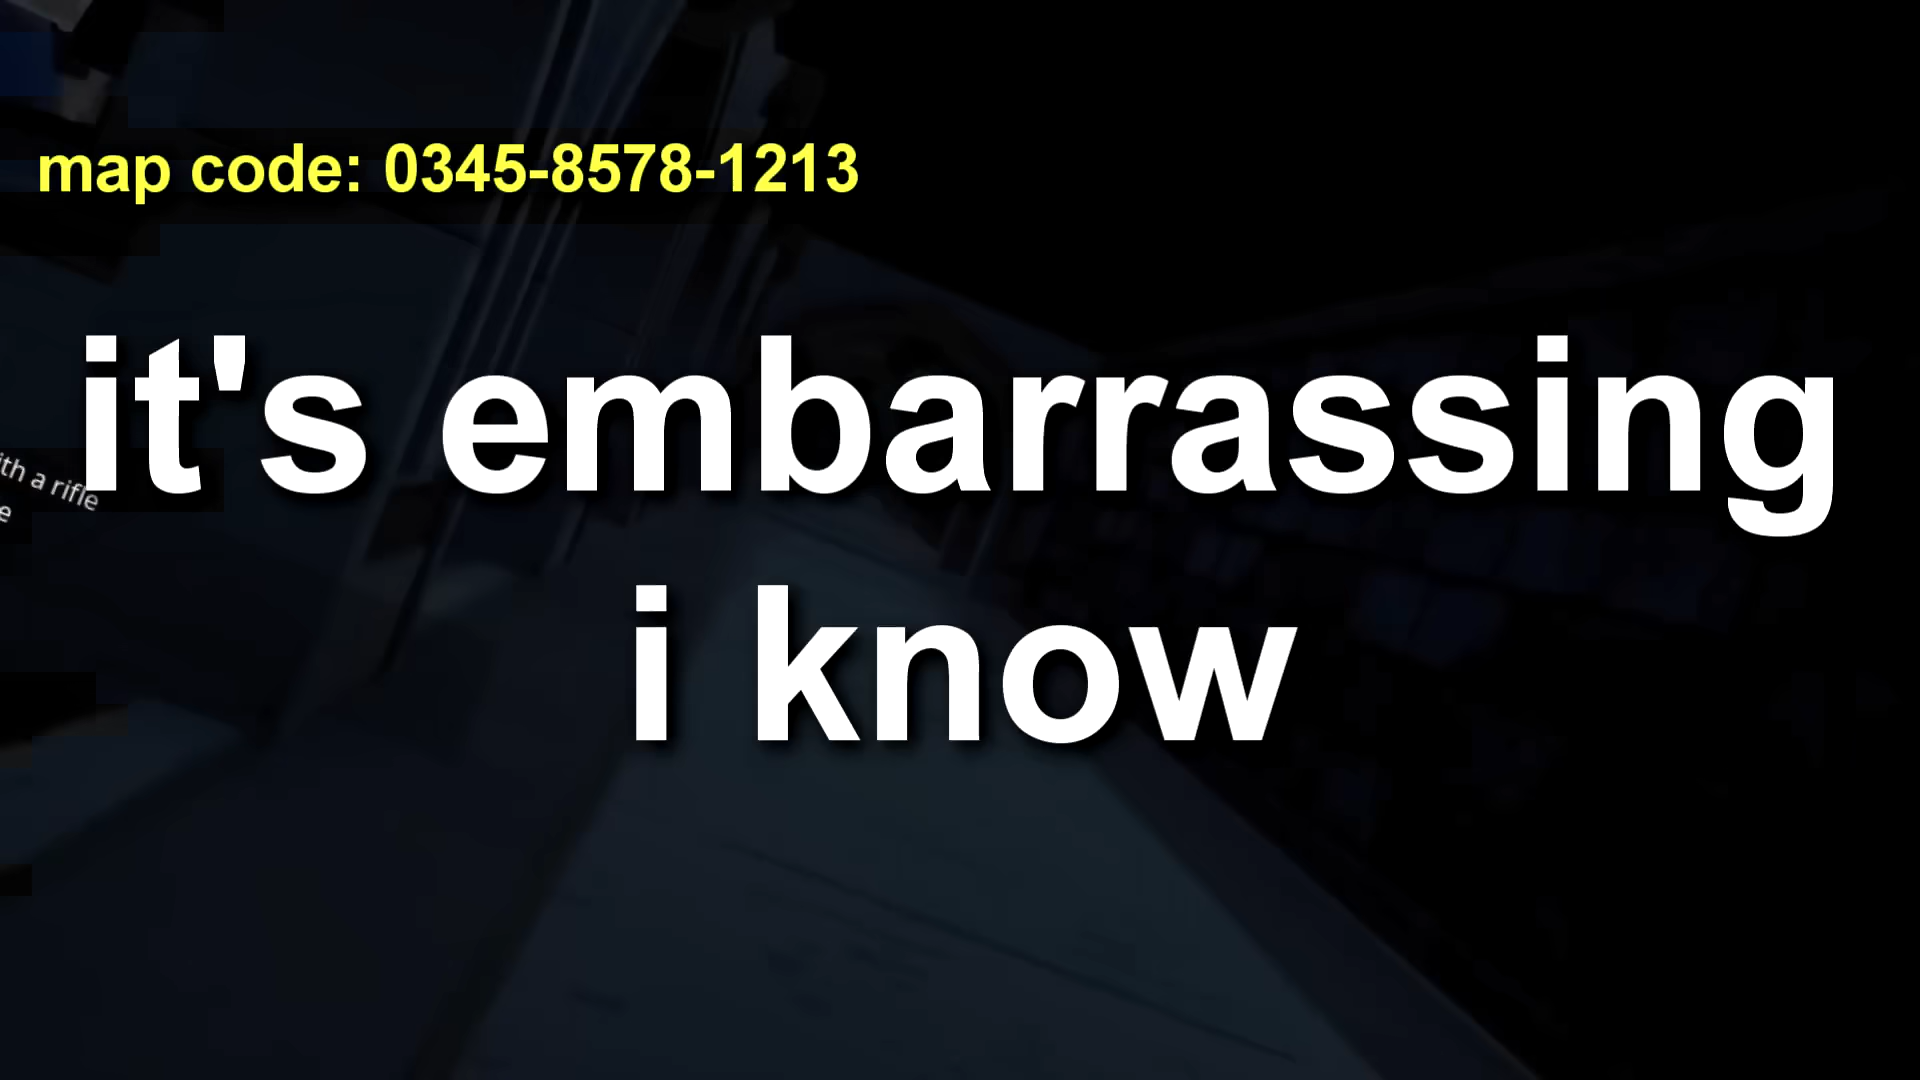 map code: 0345-8578-1213
it's embarrassing
ith a rifle
e
i know